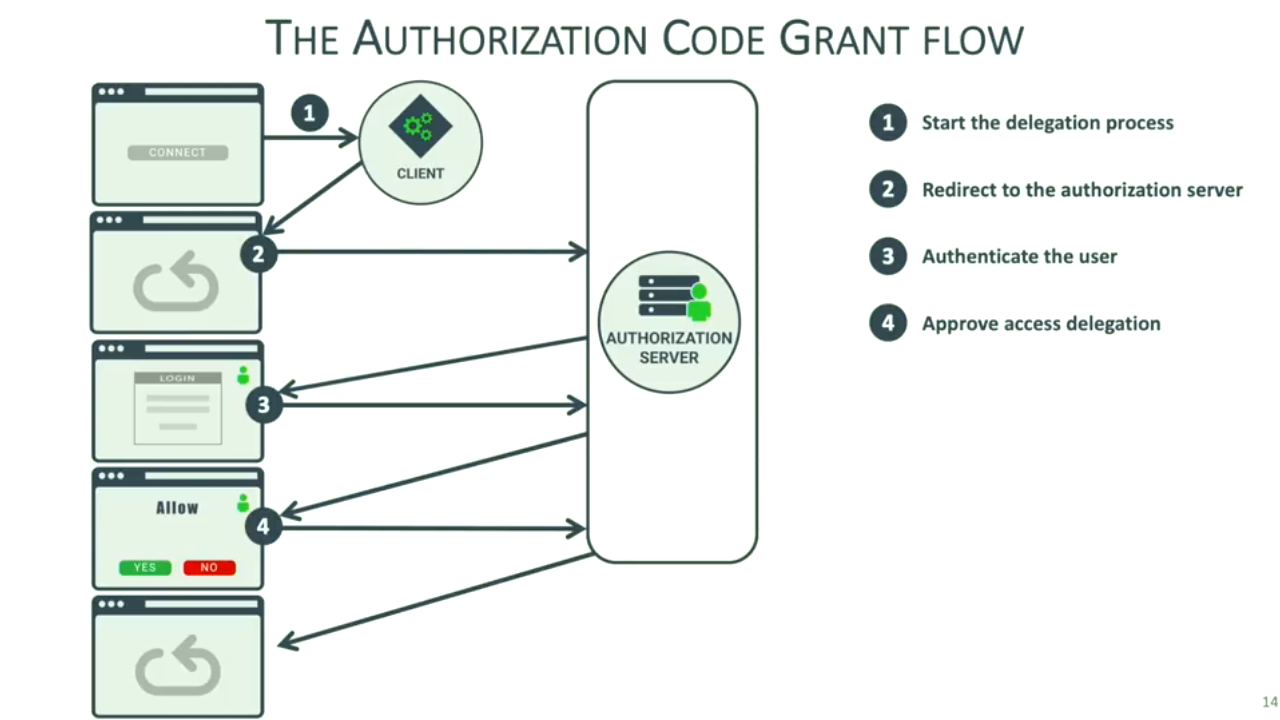 THE AUTHORIZATION CODE GRANT FLOW
CONNECT
1
CLIENT
2
AUTHORIZATION
SERVER
LOGIN
3
Allow
4
YES NO
1 Start the delegation process
2 Redirect to the authorization server
3 Authenticate the user
4 Approve access delegation
14